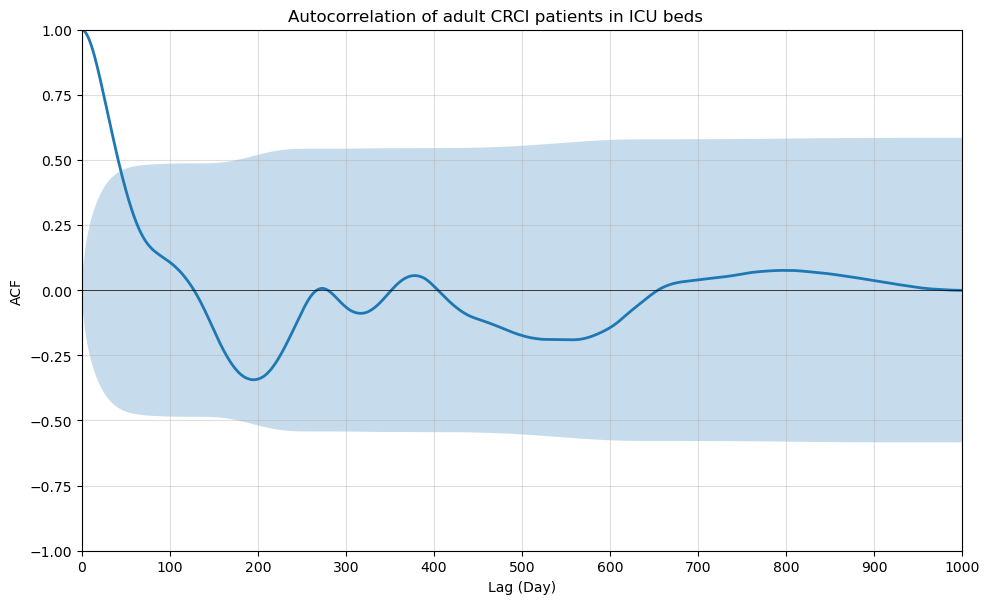 Autocorrelation of adult CRCI patients in ICU beds
1.00
0.75
0.50
0.25
0.00
−0.25
−0.50
−0.75
−1.00
ACF
0 100 200 300 400 500 600 700 800 900 1000
Lag (Day)